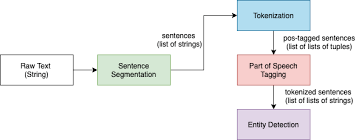 Raw Text
(String)
Sentence
Segmentation
sentences
(list of strings)
Tokenization
pos-tagged sentences
(list of lists of tuples)
Part of Speech
Tagging
tokenized sentences
(list of lists of strings)
Entity Detection